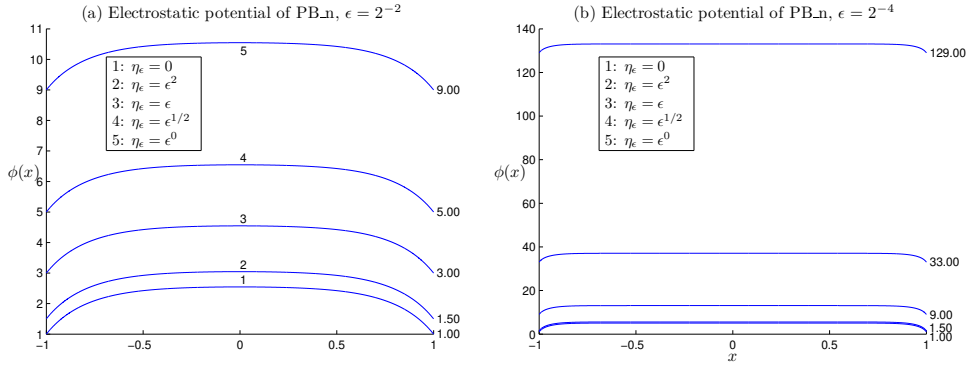 (a) Electrostatic potential of PB_n, ϵ = 2⁻²
11
10
9
8
7
6
5
4
3
2
1
ϕ(x)
1: η_ϵ = 0
2: η_ϵ = ϵ²
3: η_ϵ = ϵ
4: η_ϵ = ϵ^{1/2}
5: η_ϵ = ϵ⁰
5
4
3
2
1
9.00
5.00
3.00
1.50
1.00
−1
−0.5
0
0.5
1
(b) Electrostatic potential of PB_n, ϵ = 2⁻⁴
140
120
100
80
60
40
20
0
ϕ(x)
1: η_ϵ = 0
2: η_ϵ = ϵ²
3: η_ϵ = ϵ
4: η_ϵ = ϵ^{1/2}
5: η_ϵ = ϵ⁰
129.00
33.00
9.00
1.50
1.00
−1
−0.5
0
0.5
1
x